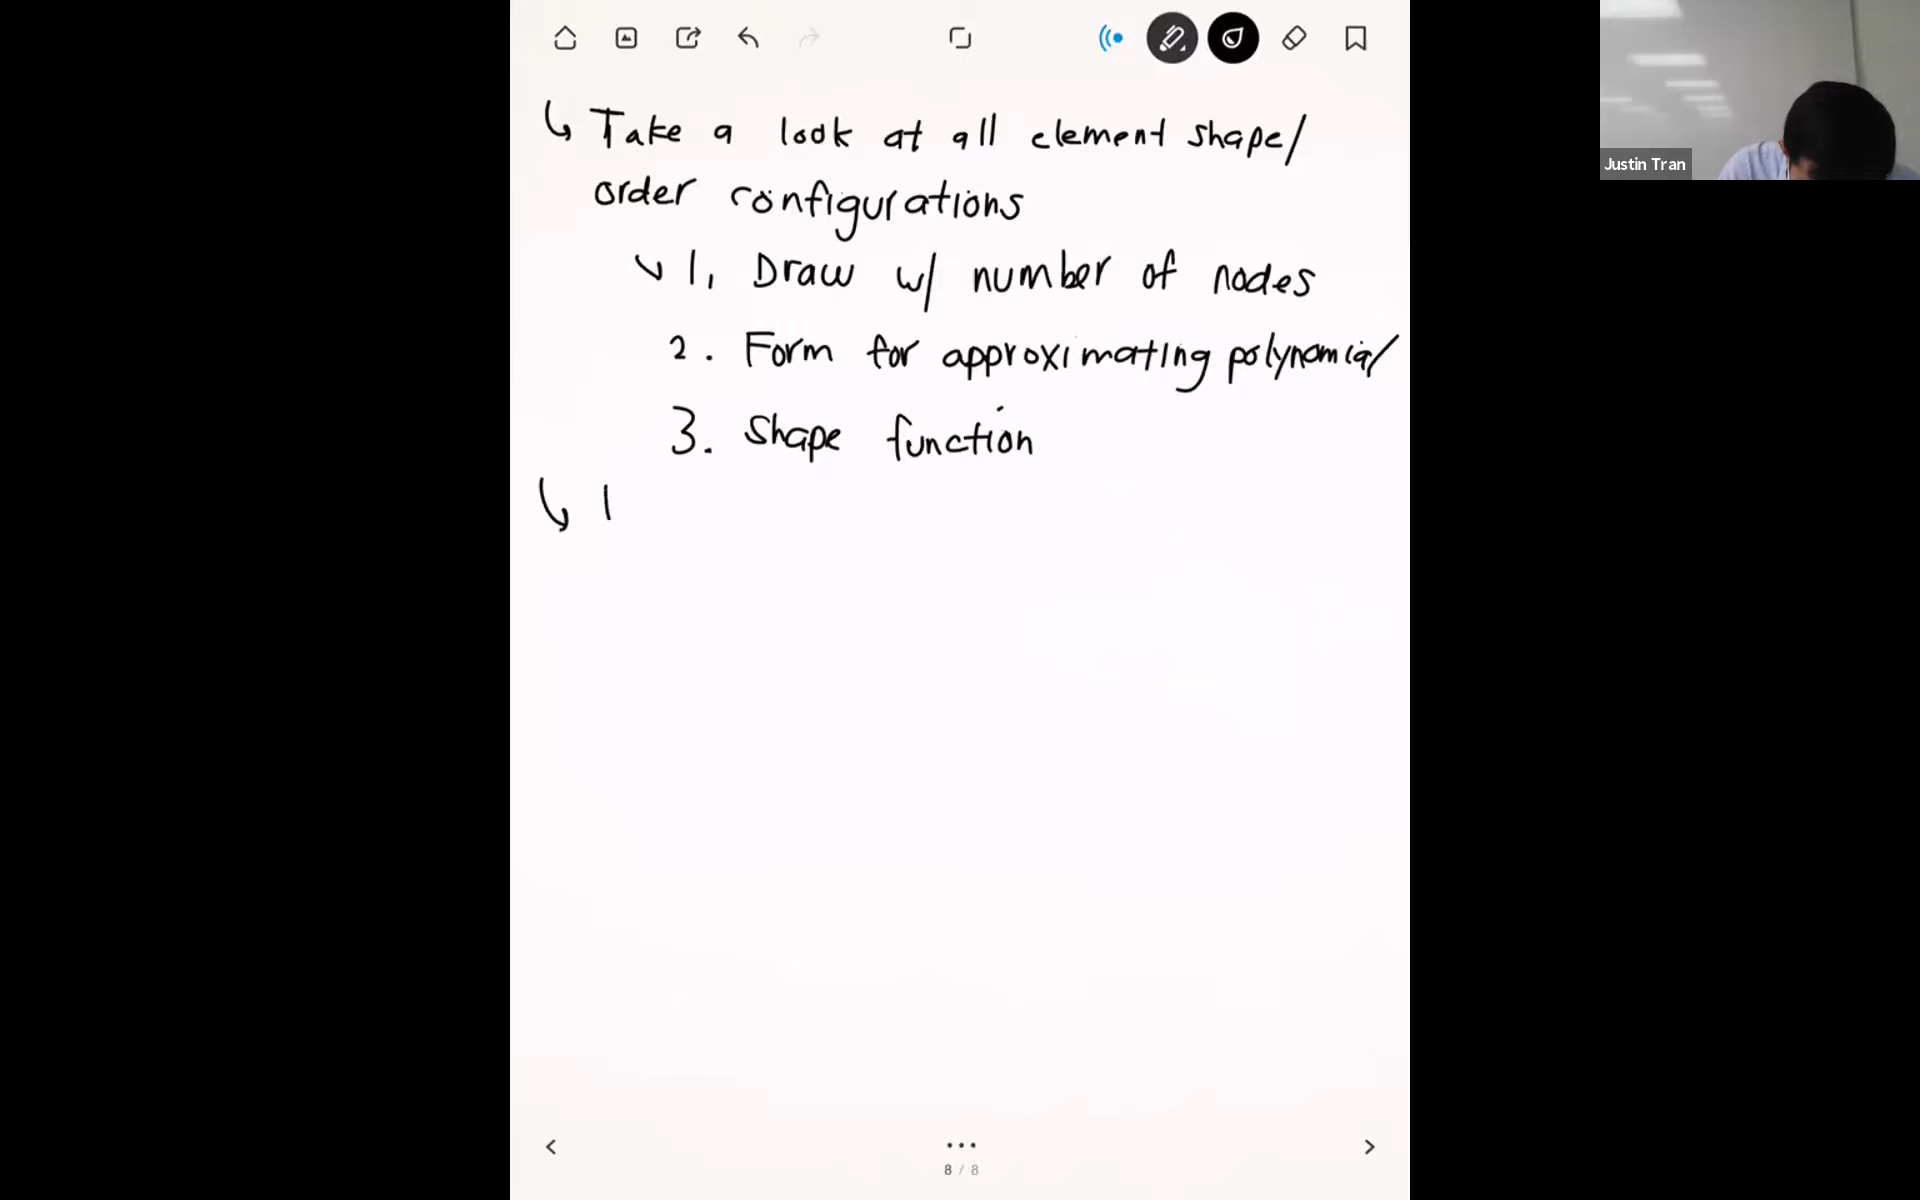 Justin Tran
↳ Take a look at all element shape/
order configurations
↳ 1. Draw w/ number of nodes
2. Form for approximating polynomial
3. Shape function
↳ 1
8 / 8